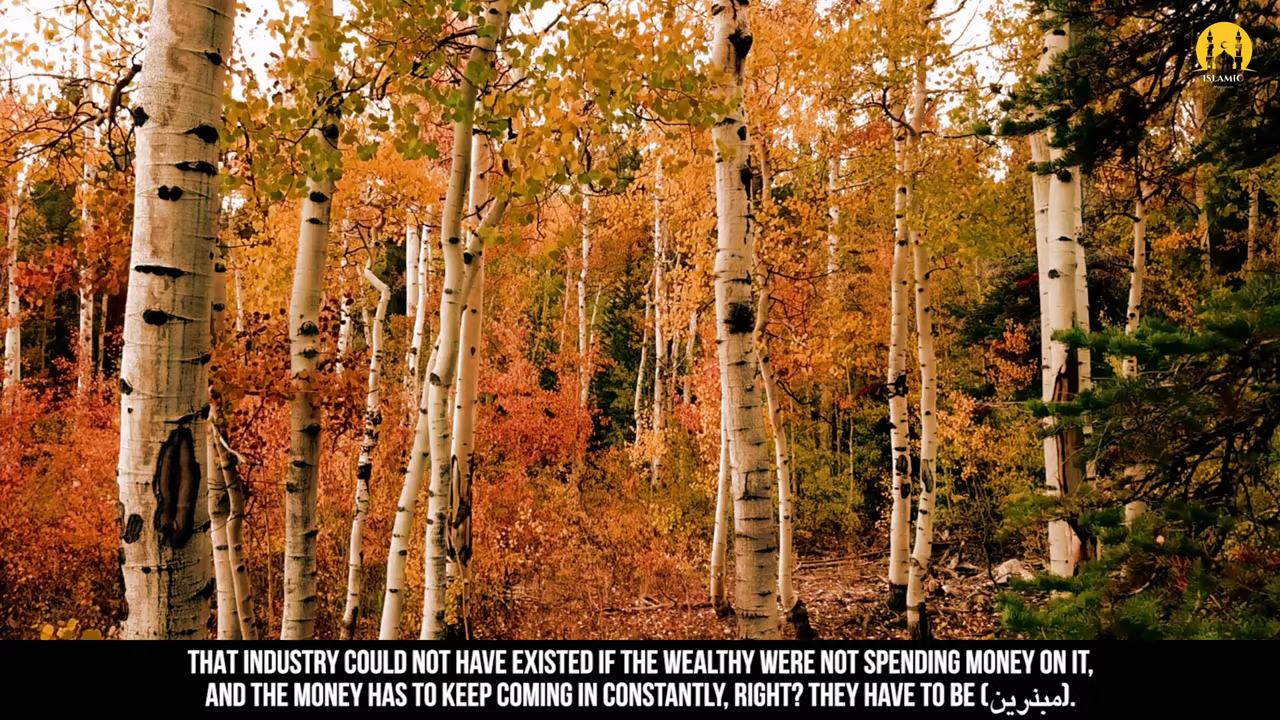 ISLAMIC
THAT INDUSTRY COULD NOT HAVE EXISTED IF THE WEALTHY WERE NOT SPENDING MONEY ON IT,
AND THE MONEY HAS TO KEEP COMING IN CONSTANTLY, RIGHT? THEY HAVE TO BE (مبذرين).